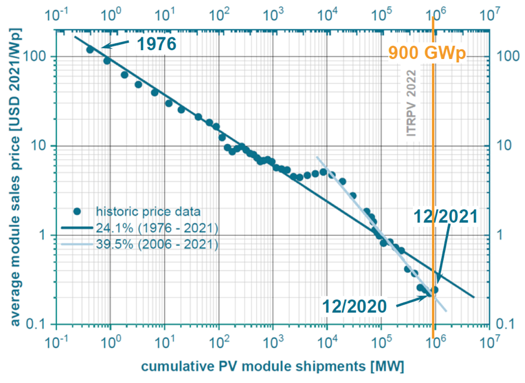 10⁻¹ 10⁰ 10¹ 10² 10³ 10⁴ 10⁵ 10⁶ 10⁷
average module sales price [USD 2021/Wp]
100
10
1
0.1
100
10
1
0.1
1976
900 GWp
ITRPV 2022
historic price data
24.1% (1976 - 2021)
39.5% (2006 - 2021)
12/2021
12/2020
10⁻¹ 10⁰ 10¹ 10² 10³ 10⁴ 10⁵ 10⁶ 10⁷
cumulative PV module shipments [MW]